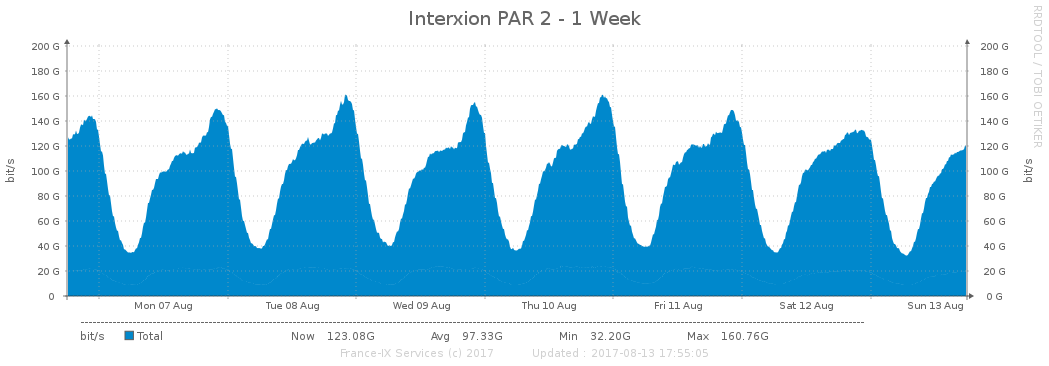 Interxion PAR 2 - 1 Week
RRDTOOL / TOBI OETIKER
bit/s
200 G
180 G
160 G
140 G
120 G
100 G
80 G
60 G
40 G
20 G
0
200 G
180 G
160 G
140 G
120 G
100 G
80 G
60 G
40 G
20 G
0 G
bit/s
Mon 07 Aug Tue 08 Aug Wed 09 Aug Thu 10 Aug Fri 11 Aug Sat 12 Aug Sun 13 Aug
bit/s Total Now 123.08G Avg 97.33G Min 32.20G Max 160.76G
France-IX Services (c) 2017 Updated : 2017-08-13 17:55:05